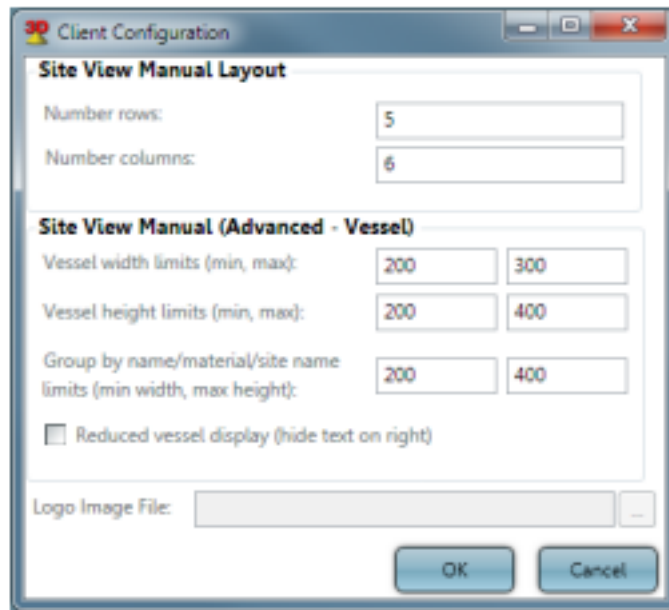 3D Client Configuration
Site View Manual Layout
Number rows: 5
Number columns: 6
Site View Manual (Advanced - Vessel)
Vessel width limits (min, max): 200 300
Vessel height limits (min, max): 200 400
Group by name/material/site name
limits (min width, max height): 200 400
Reduced vessel display (hide text on right)
Logo Image File: ...
OK Cancel